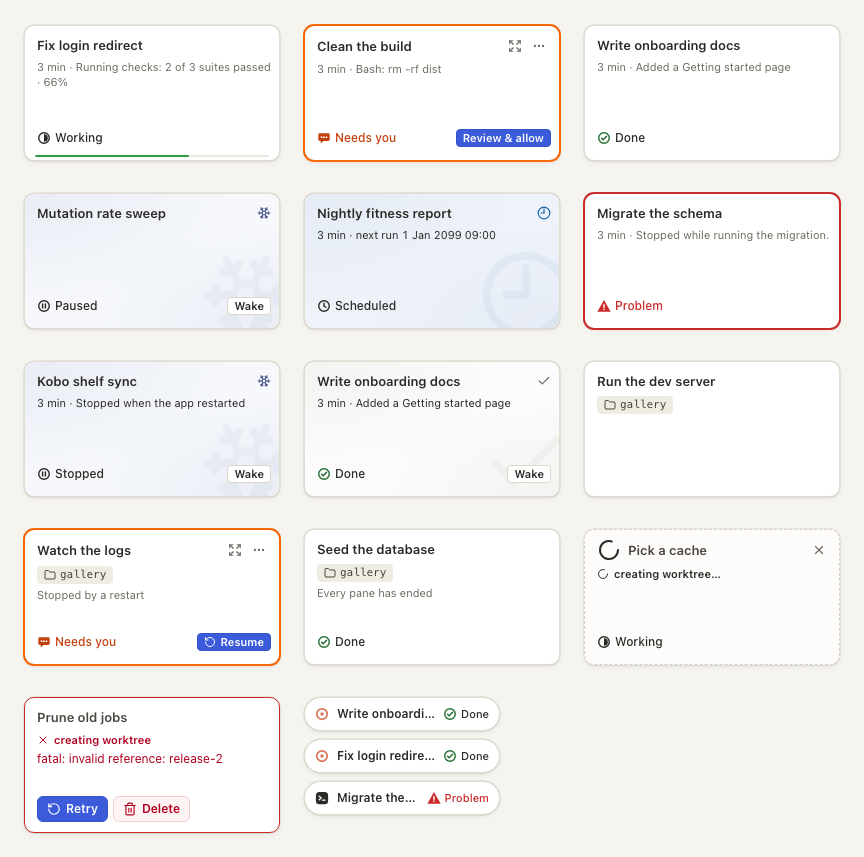 Fix login redirect
3 min · Running checks: 2 of 3 suites passed
· 66%
Working
Clean the build
3 min · Bash: rm -rf dist
Needs you
Review & allow
Write onboarding docs
3 min · Added a Getting started page
Done
Mutation rate sweep
Paused
Wake
Nightly fitness report
3 min · next run 1 Jan 2099 09:00
Scheduled
Migrate the schema
3 min · Stopped while running the migration.
Problem
Kobo shelf sync
3 min · Stopped when the app restarted
Stopped
Wake
Write onboarding docs
3 min · Added a Getting started page
Done
Wake
Run the dev server
gallery
Watch the logs
gallery
Stopped by a restart
Needs you
Resume
Seed the database
gallery
Every pane has ended
Done
Pick a cache
creating worktree...
Working
Prune old jobs
creating worktree
fatal: invalid reference: release-2
Retry
Delete
Write onboardi... Done
Fix login redire... Done
Migrate the... Problem